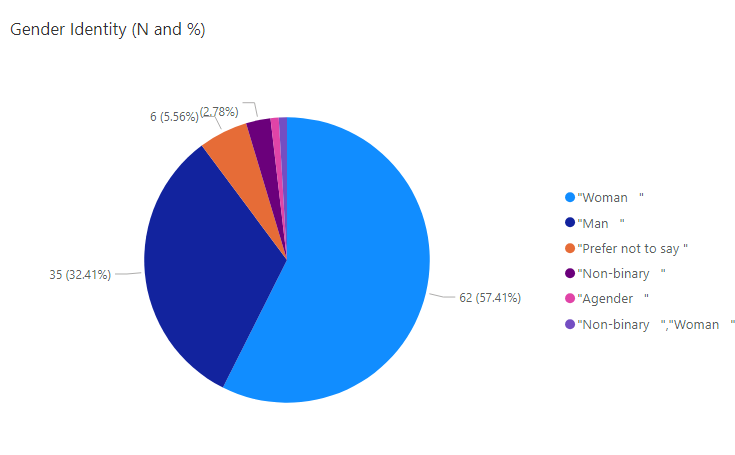 Gender Identity (N and %)
6 (5.56%)
(2.78%)
35 (32.41%)
62 (57.41%)
"Woman "
"Man "
"Prefer not to say "
"Non-binary "
"Agender "
"Non-binary ","Woman "